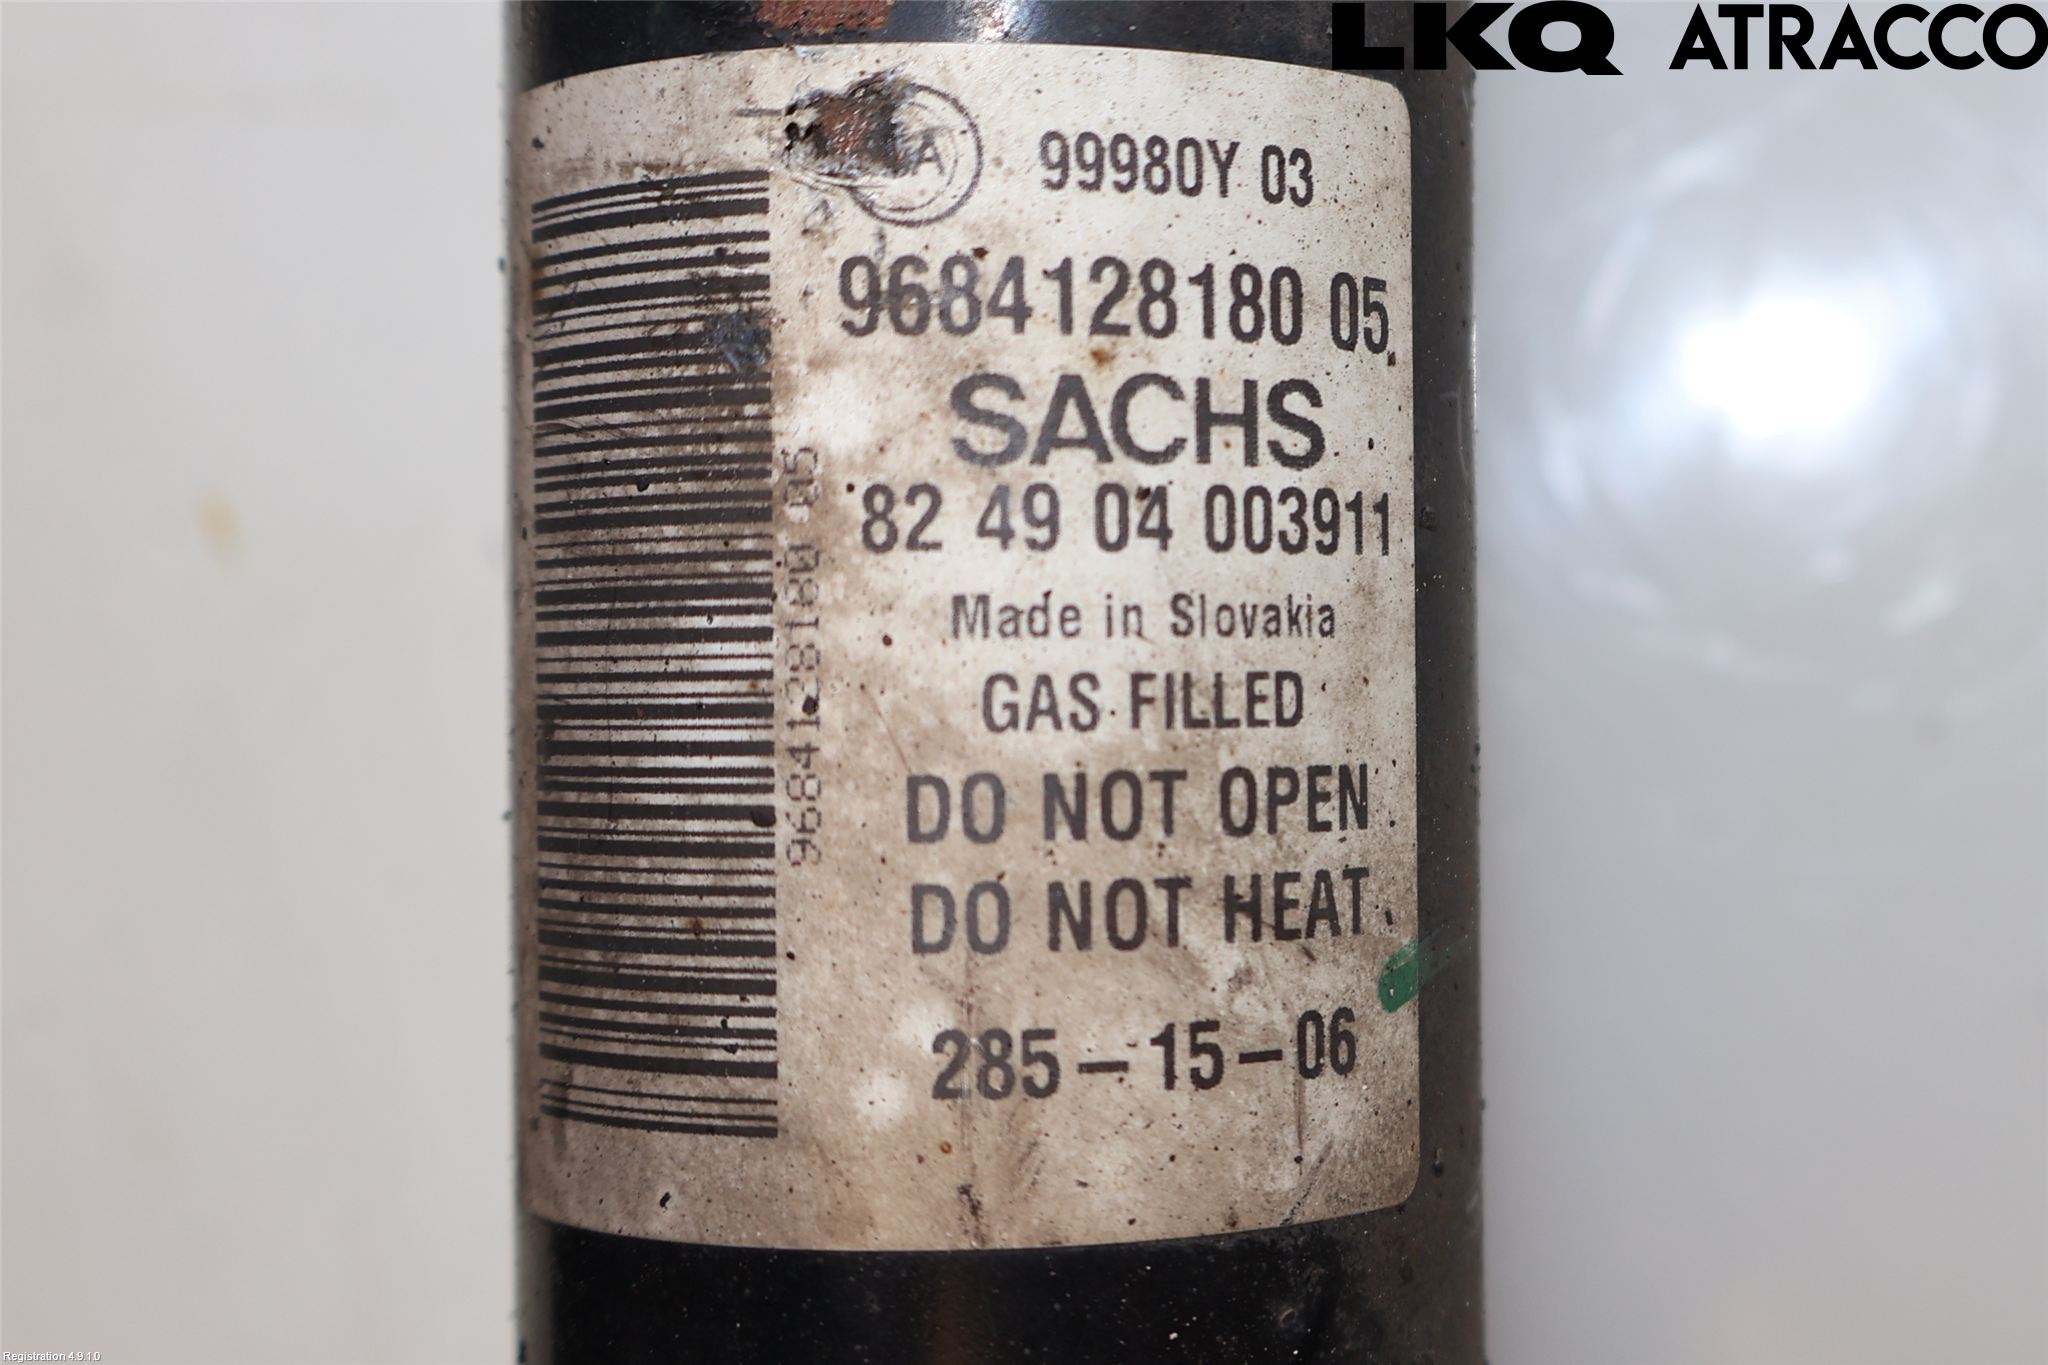 LKQ ATRACCO
99980Y 03
9684128180 05
SACHS
82 49 04 003911
Made in Slovakia
GAS FILLED
DO NOT OPEN
DO NOT HEAT
285-15-06
9684128180 05
Registration 4.9.1.0